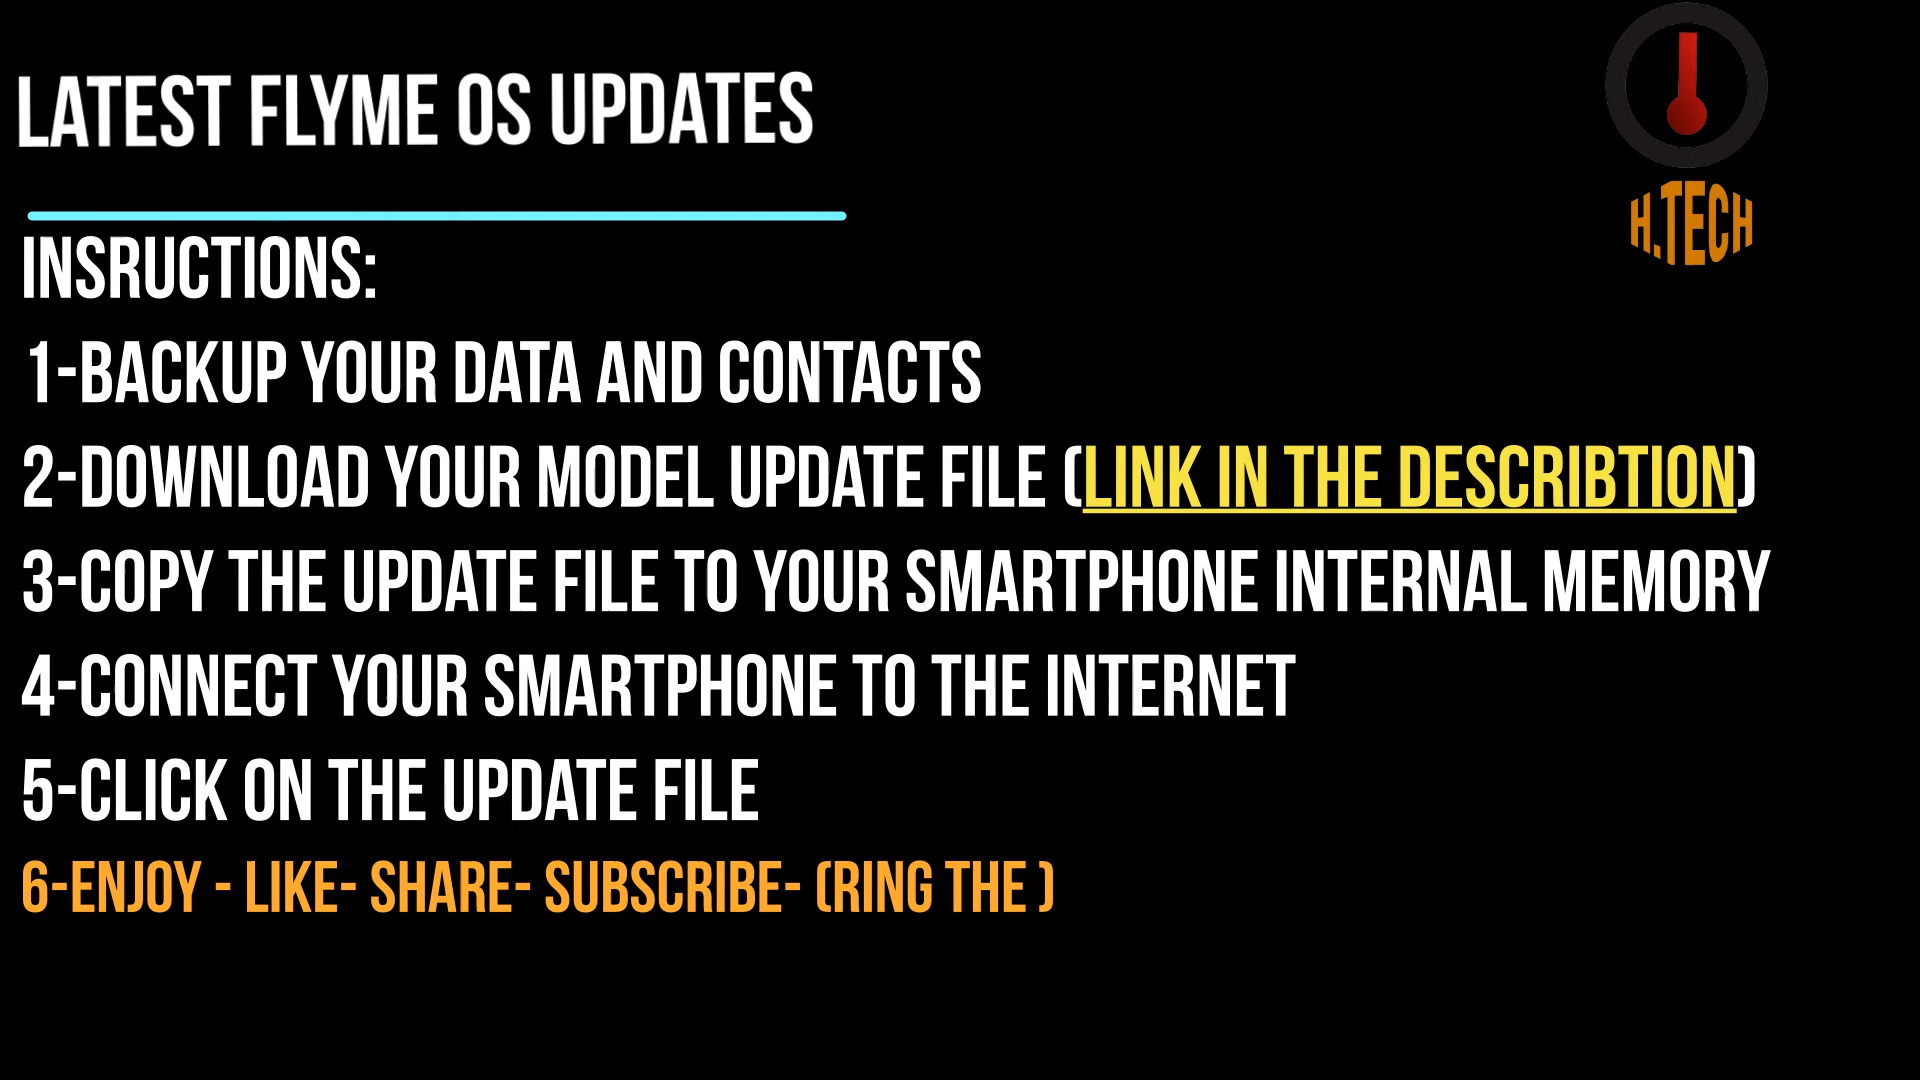 LATEST FLYME OS UPDATES
H.TECH
INSRUCTIONS:
1-BACKUP YOUR DATA AND CONTACTS
2-DOWNLOAD YOUR MODEL UPDATE FILE (LINK IN THE DESCRIBTION)
3-COPY THE UPDATE FILE TO YOUR SMARTPHONE INTERNAL MEMORY
4-CONNECT YOUR SMARTPHONE TO THE INTERNET
5-CLICK ON THE UPDATE FILE
6-ENJOY - LIKE- SHARE- SUBSCRIBE- (RING THE )